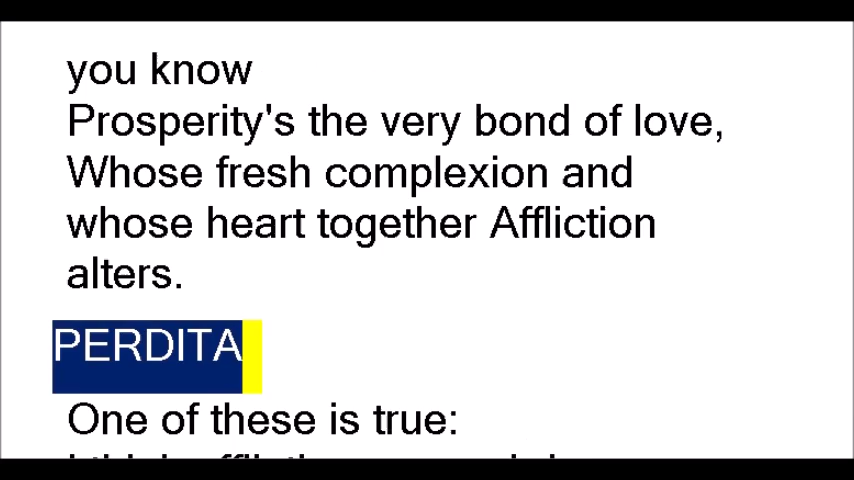 you know
Prosperity's the very bond of love,
Whose fresh complexion and
whose heart together Affliction
alters.
PERDITA
One of these is true: